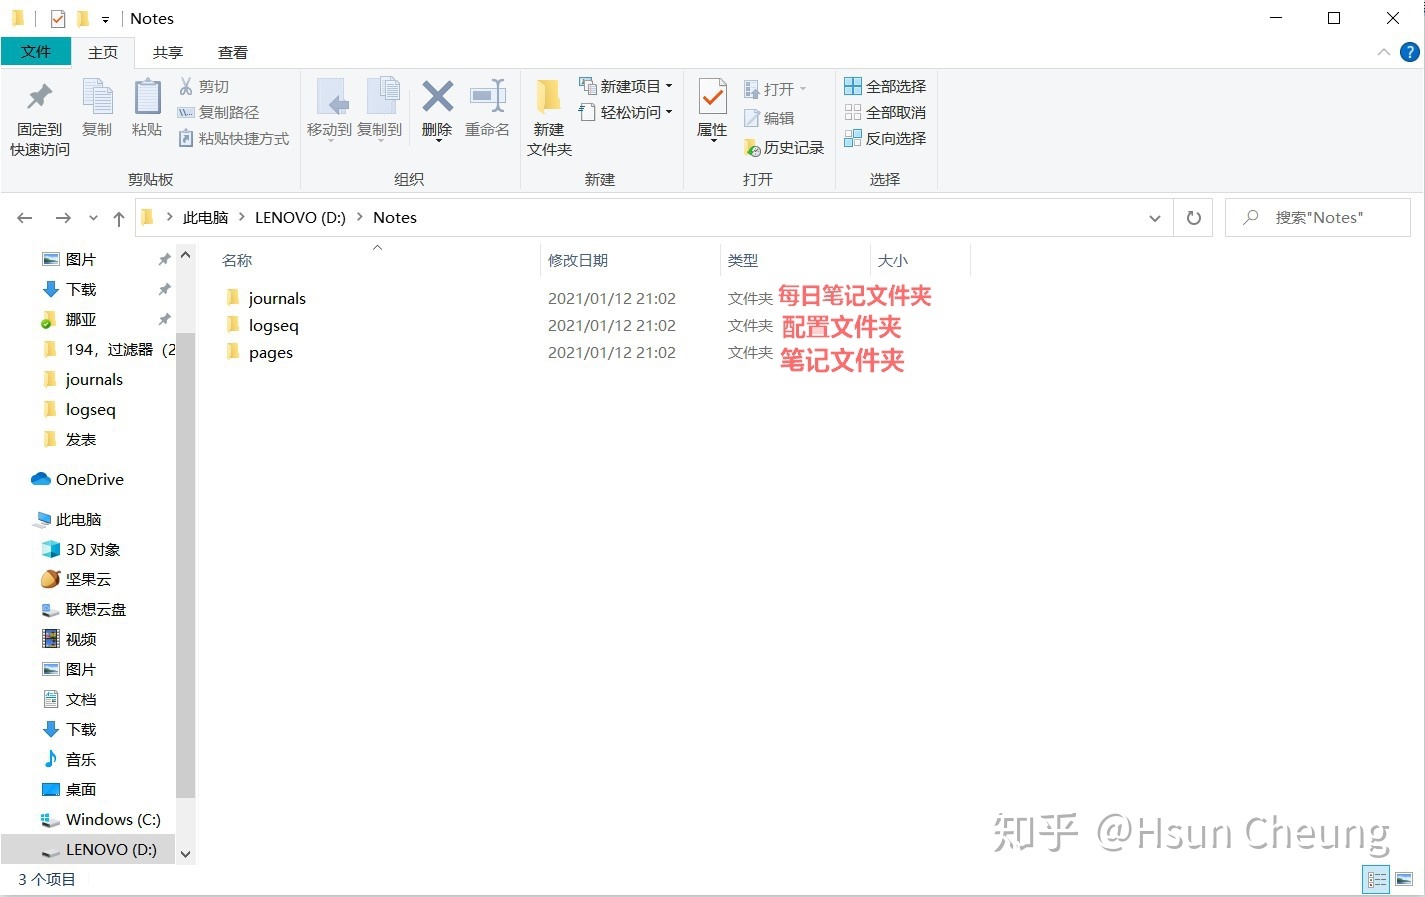 Notes
文件 主页 共享 查看
固定到
快速访问
复制
粘贴
剪切
复制路径
粘贴快捷方式
剪贴板
移动到
复制到
删除
重命名
组织
新建
文件夹
新建项目
轻松访问
新建
属性
打开
编辑
历史记录
打开
全部选择
全部取消
反向选择
选择
此电脑 LENOVO (D:) Notes
搜索"Notes"
图片
下载
挪亚
194，过滤器（2
journals
logseq
发表
OneDrive
此电脑
3D 对象
坚果云
联想云盘
视频
图片
文档
下载
音乐
桌面
Windows (C:)
LENOVO (D:)
名称 修改日期 类型 大小
journals 2021/01/12 21:02 文件夹 每日笔记文件夹
logseq 2021/01/12 21:02 文件夹 配置文件夹
pages 2021/01/12 21:02 文件夹 笔记文件夹
知乎 @Hsun Cheung
3 个项目